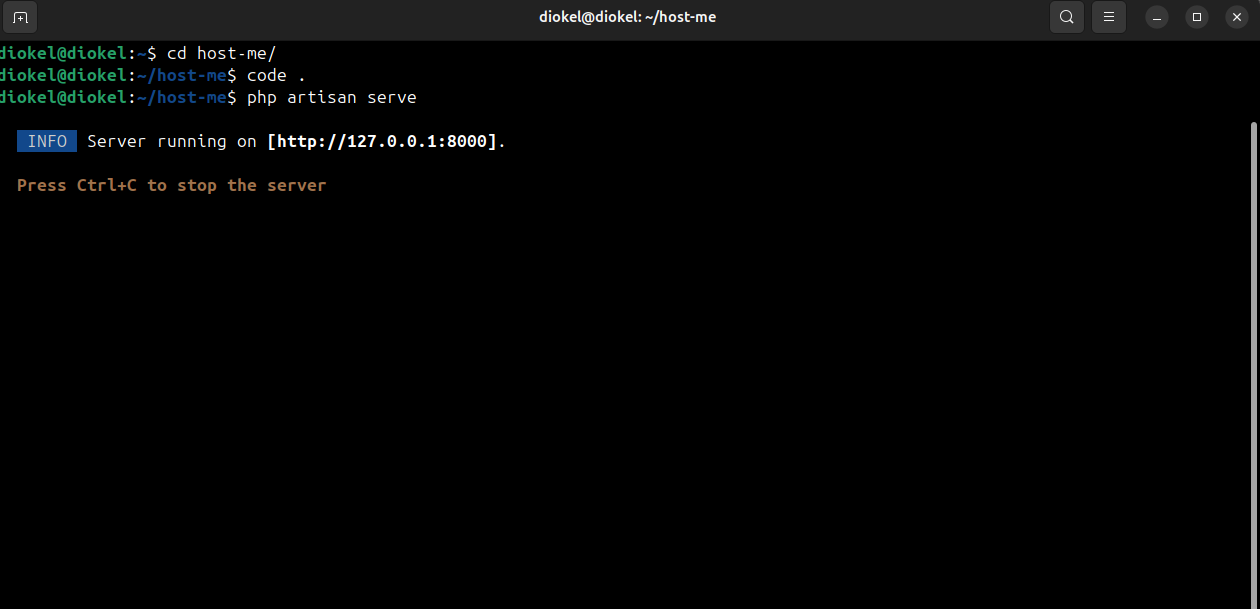 diokel@diokel: ~/host-me
diokel@diokel:~$ cd host-me/
diokel@diokel:~/host-me$ code .
diokel@diokel:~/host-me$ php artisan serve
INFO Server running on [http://127.0.0.1:8000].
Press Ctrl+C to stop the server